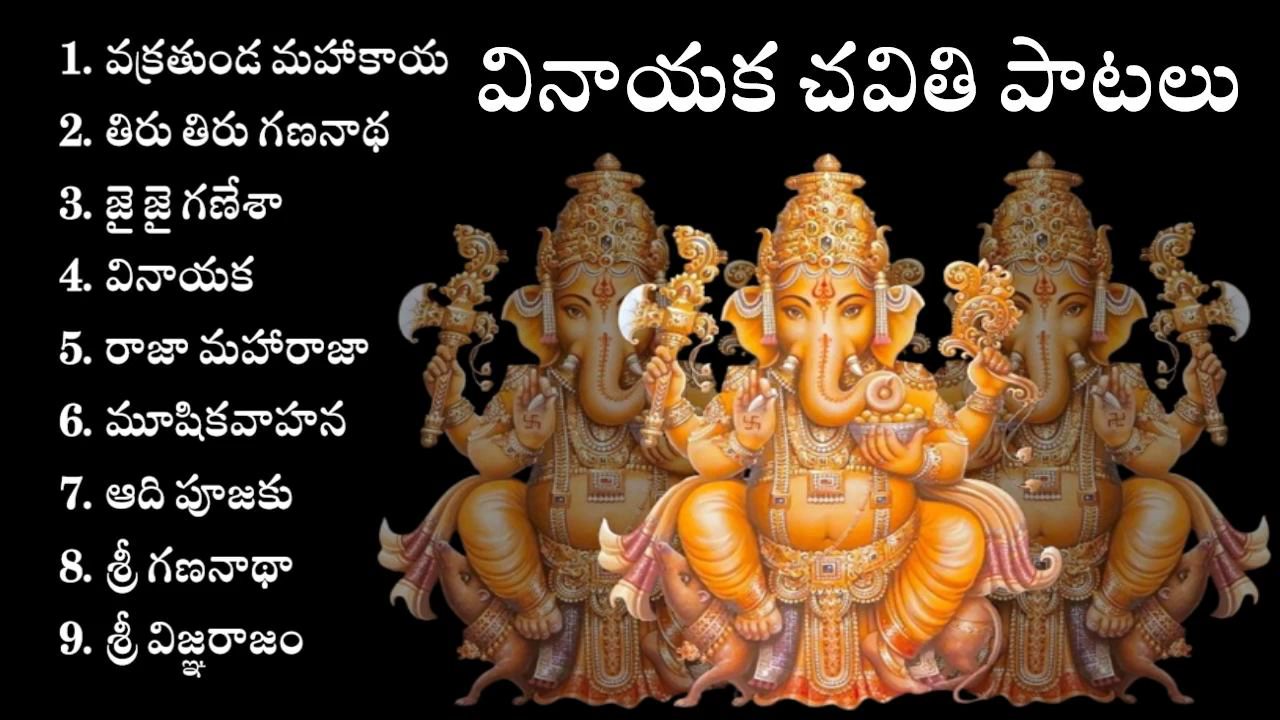 వినాయక చవితి పాటలు
1. వక్రతుండ మహాకాయ
2. తిరు తిరు గణనాథ
3. జై జై గణేశా
4. వినాయక
5. రాజా మహారాజా
6. మూషికవాహన
7. ఆది పూజకు
8. శ్రీ గణనాథా
9. శ్రీ విజ్ఞరాజం